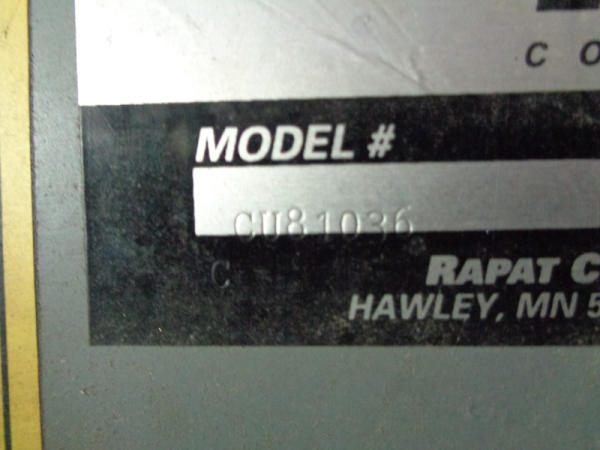 C O
MODEL #
CU81036
C
RAPAT C
HAWLEY, MN 5